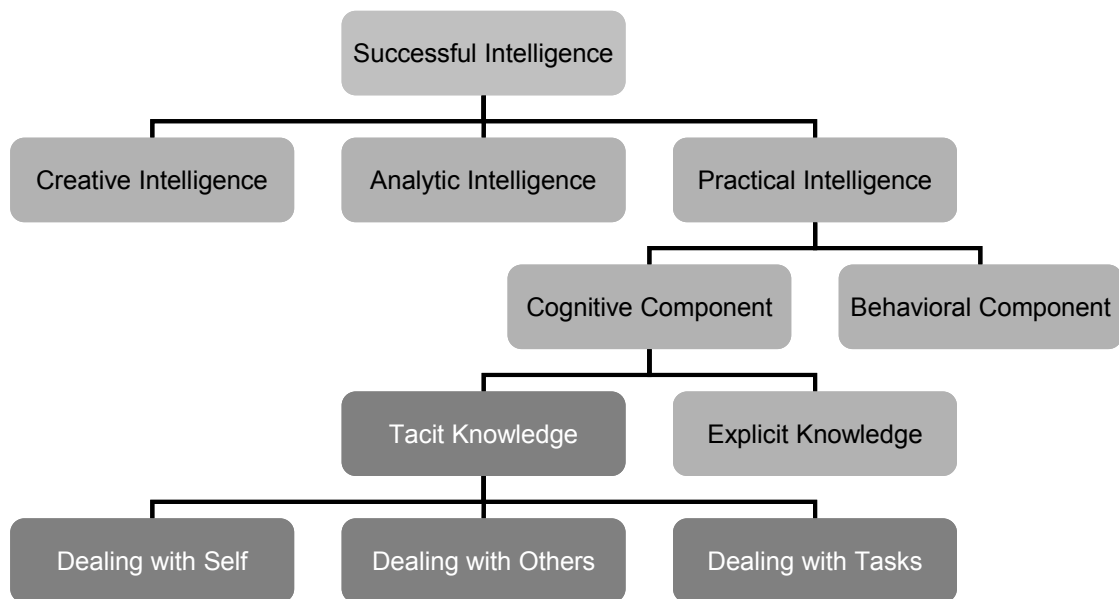 Successful Intelligence
Creative Intelligence
Analytic Intelligence
Practical Intelligence
Cognitive Component
Behavioral Component
Tacit Knowledge
Explicit Knowledge
Dealing with Self
Dealing with Others
Dealing with Tasks